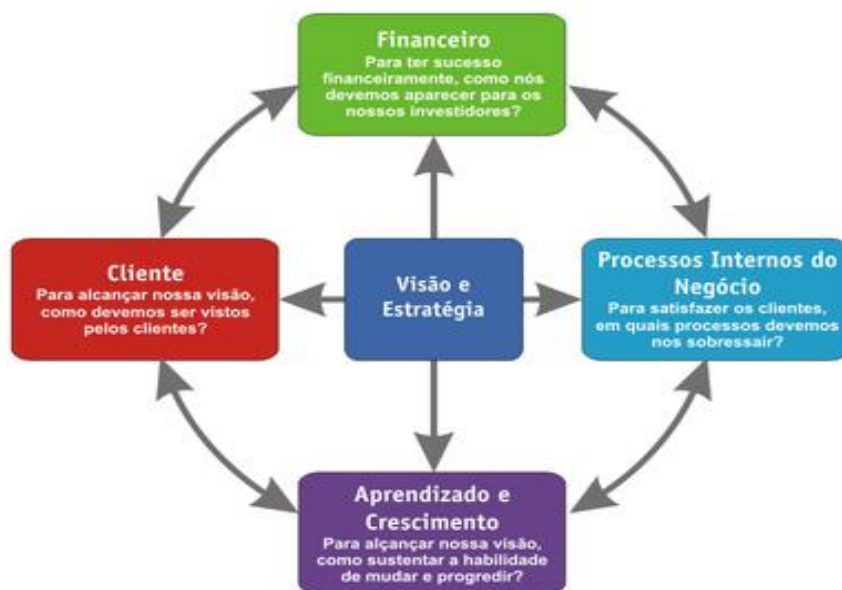 Financeiro
Para ter sucesso
financeiramente, como nós
devemos aparecer para os
nossos investidores?
Cliente
Para alcançar nossa visão,
como devemos ser vistos
pelos clientes?
Visão e
Estratégia
Processos Internos do
Negócio
Para satisfazer os clientes,
em quais processos devemos
nos sobressair?
Aprendizado e
Crescimento
Para alçançar nossa visão,
como sustentar a habilidade
de mudar e progredir?